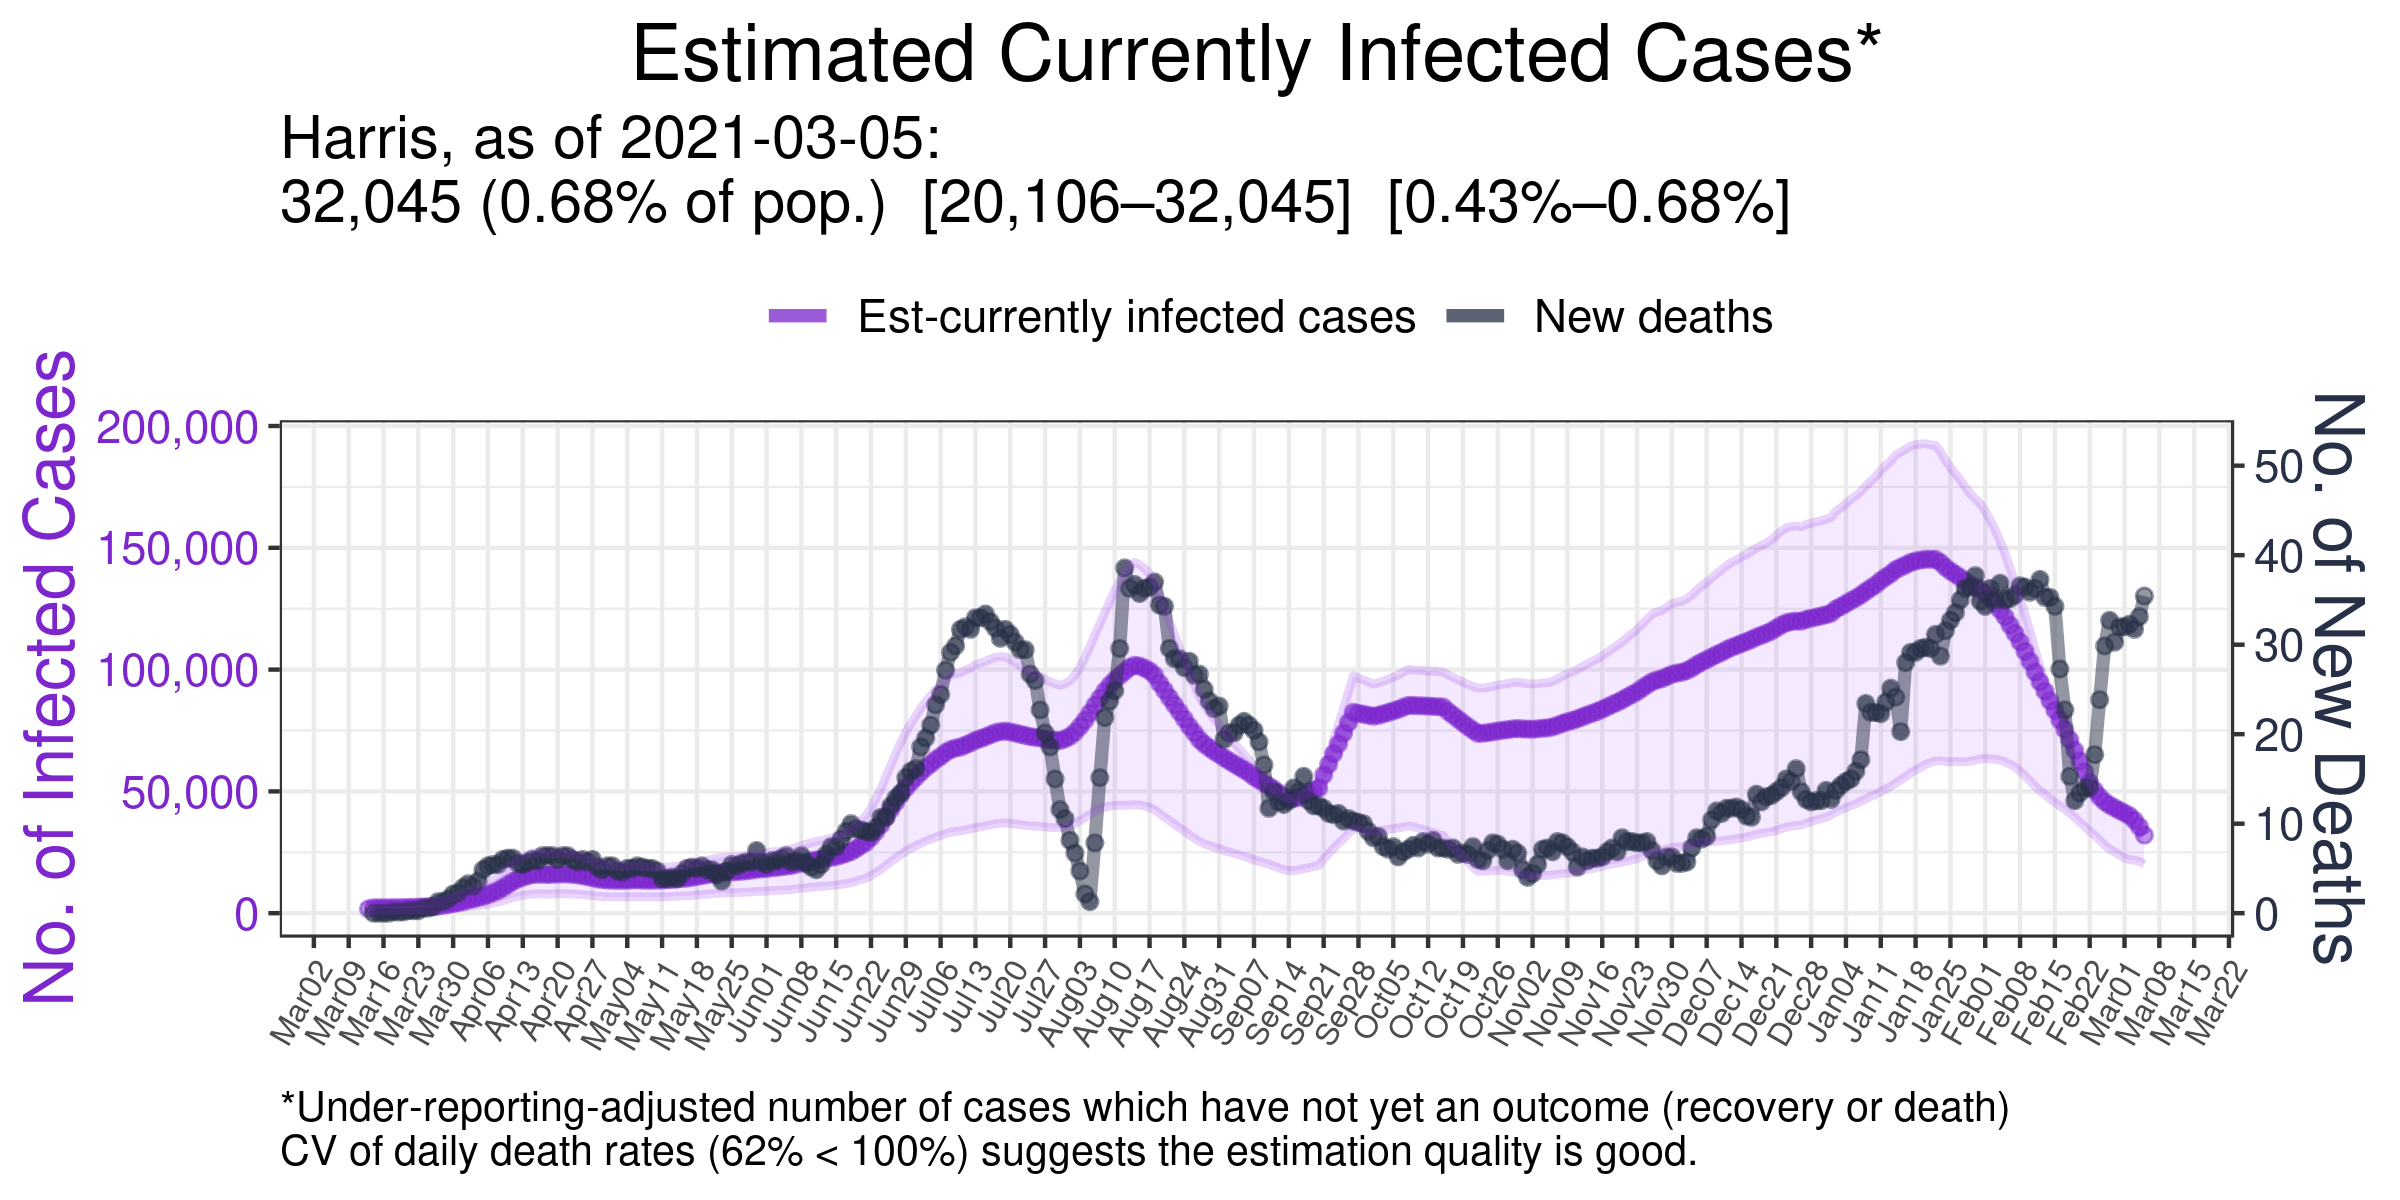 Estimated Currently Infected Cases*
Harris, as of 2021-03-05:
32,045 (0.68% of pop.) [20,106–32,045] [0.43%–0.68%]
Est-currently infected cases
New deaths
No. of Infected Cases
200,000
150,000
100,000
50,000
0
50
40
30
20
10
0
No. of New Deaths
Mar02
Mar09
Mar16
Mar23
Mar30
Apr06
Apr13
Apr20
Apr27
May04
May11
May18
May25
Jun01
Jun08
Jun15
Jun22
Jun29
Jul06
Jul13
Jul20
Jul27
Aug03
Aug10
Aug17
Aug24
Aug31
Sep07
Sep14
Sep21
Sep28
Oct05
Oct12
Oct19
Oct26
Nov02
Nov09
Nov16
Nov23
Nov30
Dec07
Dec14
Dec21
Dec28
Jan04
Jan11
Jan18
Jan25
Feb01
Feb08
Feb15
Feb22
Mar01
Mar08
Mar15
Mar22
*Under-reporting-adjusted number of cases which have not yet an outcome (recovery or death)
CV of daily death rates (62% < 100%) suggests the estimation quality is good.